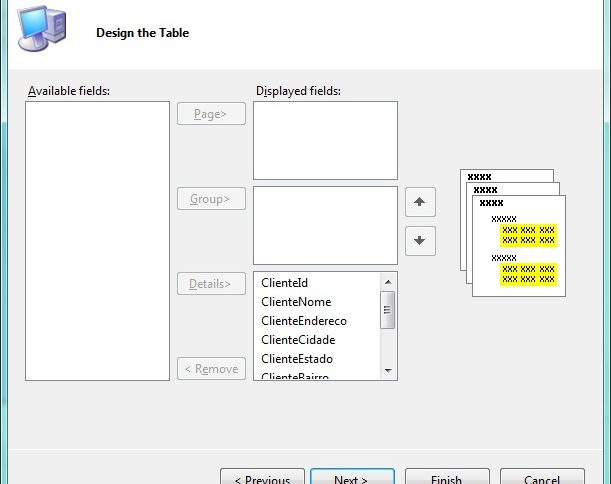 Design the Table
Available fields:
Displayed fields:
Page>
Group>
Details>
< Remove
ClienteId
ClienteNome
ClienteEndereco
ClienteCidade
ClienteEstado
ClienteBairro
xxxx
xxxx
xxxx
xxxxx
xxx xxx xxx
xxx xxx xxx
xxxxx
xxx xxx xxx
xxx xxx xxx
< Previous
Next >
Finish
Cancel